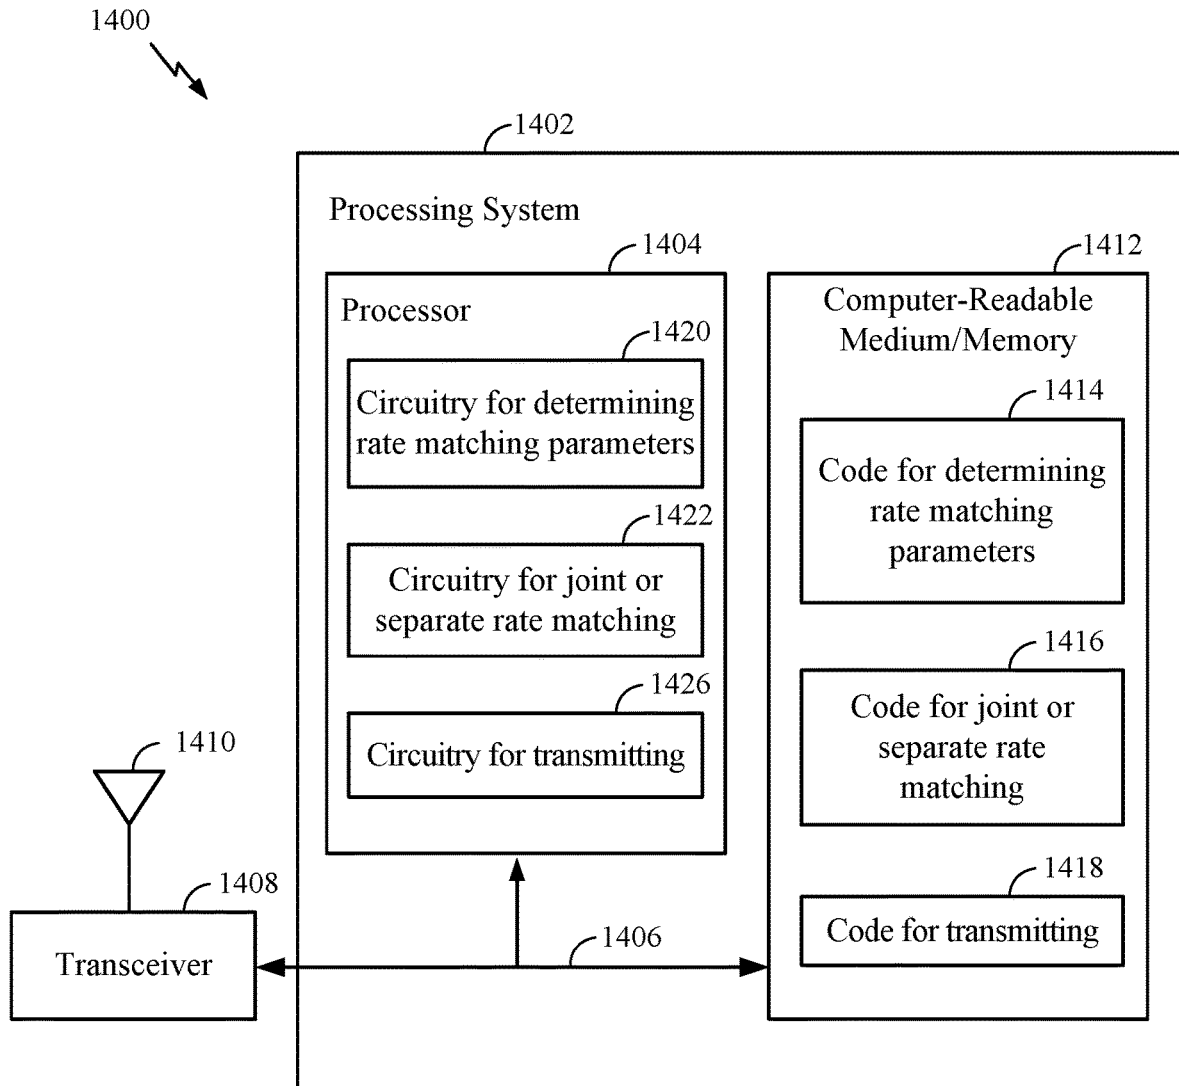 1400
1402
Processing System
1404
Processor
1420
Circuitry for determining
rate matching parameters
1422
Circuitry for joint or
separate rate matching
1426
Circuitry for transmitting
1412
Computer-Readable
Medium/Memory
1414
Code for determining
rate matching
parameters
1416
Code for joint or
separate rate
matching
1418
Code for transmitting
1410
1408
Transceiver
1406